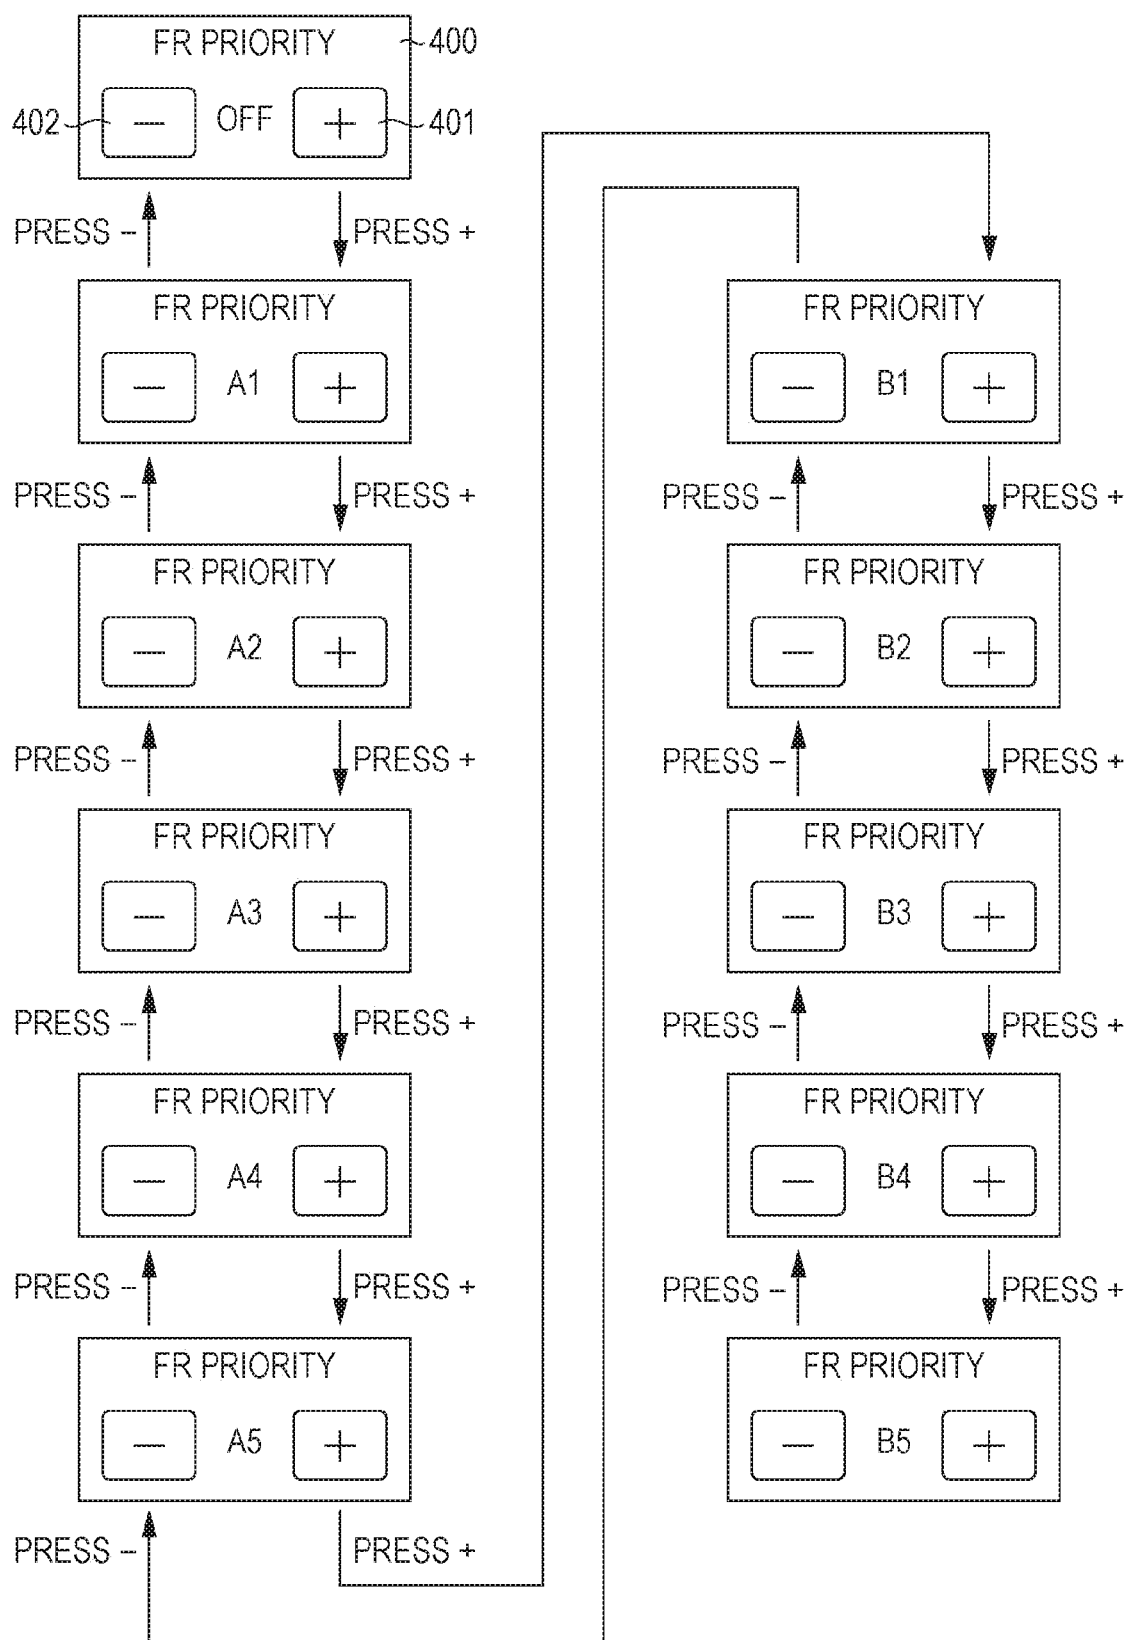 FR PRIORITY 400
402 − OFF + 401
PRESS − PRESS +
FR PRIORITY
− A1 +
PRESS − PRESS +
FR PRIORITY
− A2 +
PRESS − PRESS +
FR PRIORITY
− A3 +
PRESS − PRESS +
FR PRIORITY
− A4 +
PRESS − PRESS +
FR PRIORITY
− A5 +
PRESS − PRESS +
FR PRIORITY
− B1 +
PRESS − PRESS +
FR PRIORITY
− B2 +
PRESS − PRESS +
FR PRIORITY
− B3 +
PRESS − PRESS +
FR PRIORITY
− B4 +
PRESS − PRESS +
FR PRIORITY
− B5 +